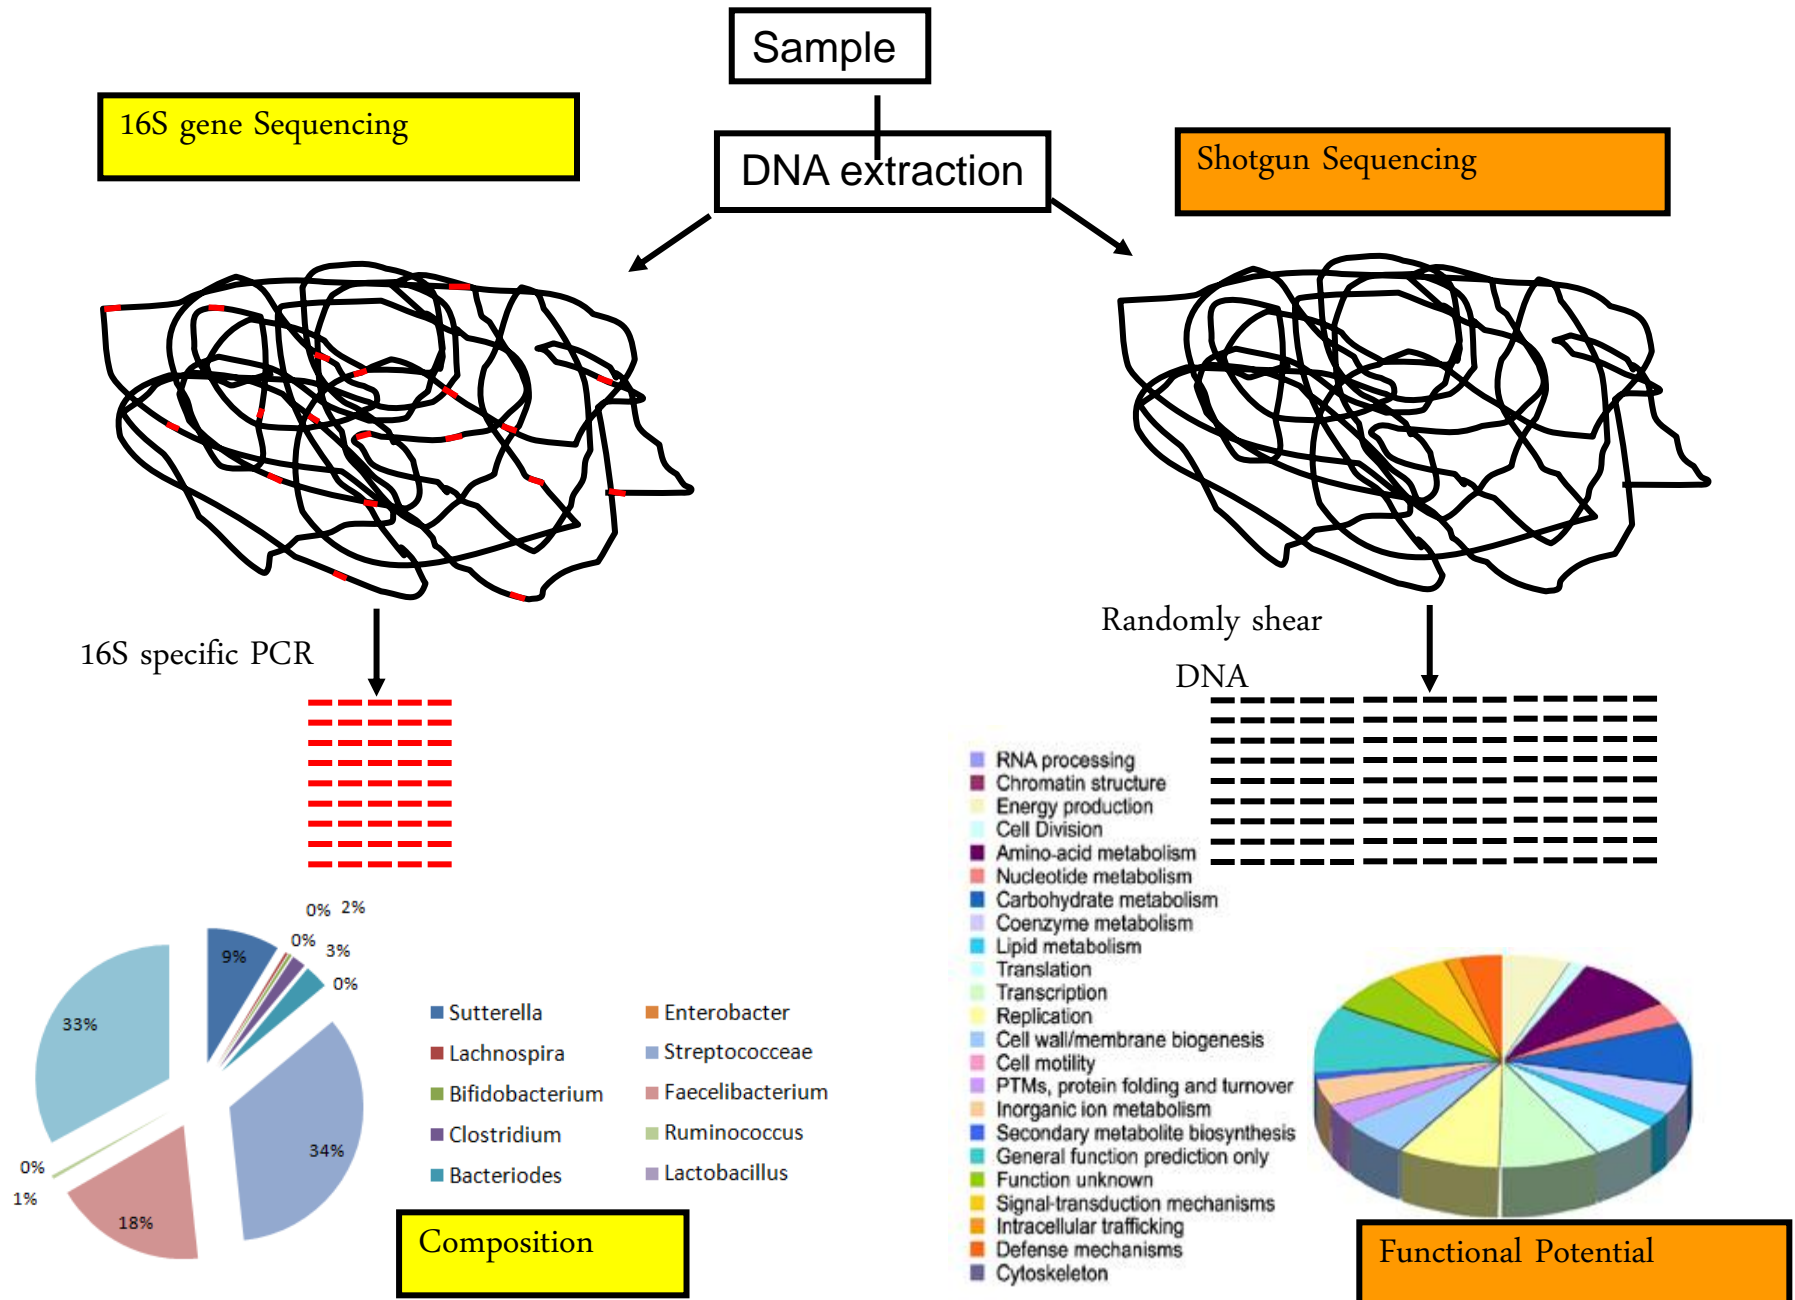 Sample
16S gene Sequencing
DNA extraction
Shotgun Sequencing
16S specific PCR
Randomly shear
DNA
RNA processing
Chromatin structure
Energy production
Cell Division
Amino-acid metabolism
Nucleotide metabolism
Carbohydrate metabolism
Coenzyme metabolism
Lipid metabolism
Translation
Transcription
Replication
Cell wall/membrane biogenesis
Cell motility
PTMs, protein folding and turnover
Inorganic ion metabolism
Secondary metabolite biosynthesis
General function prediction only
Function unknown
Signal-transduction mechanisms
Intracellular trafficking
Defense mechanisms
Cytoskeleton
0% 2%
0%
3%
9%
0%
33%
34%
0%
1%
18%
Sutterella
Enterobacter
Lachnospira
Streptococceae
Bifidobacterium
Faecelibacterium
Clostridium
Ruminococcus
Bacteriodes
Lactobacillus
Composition
Functional Potential